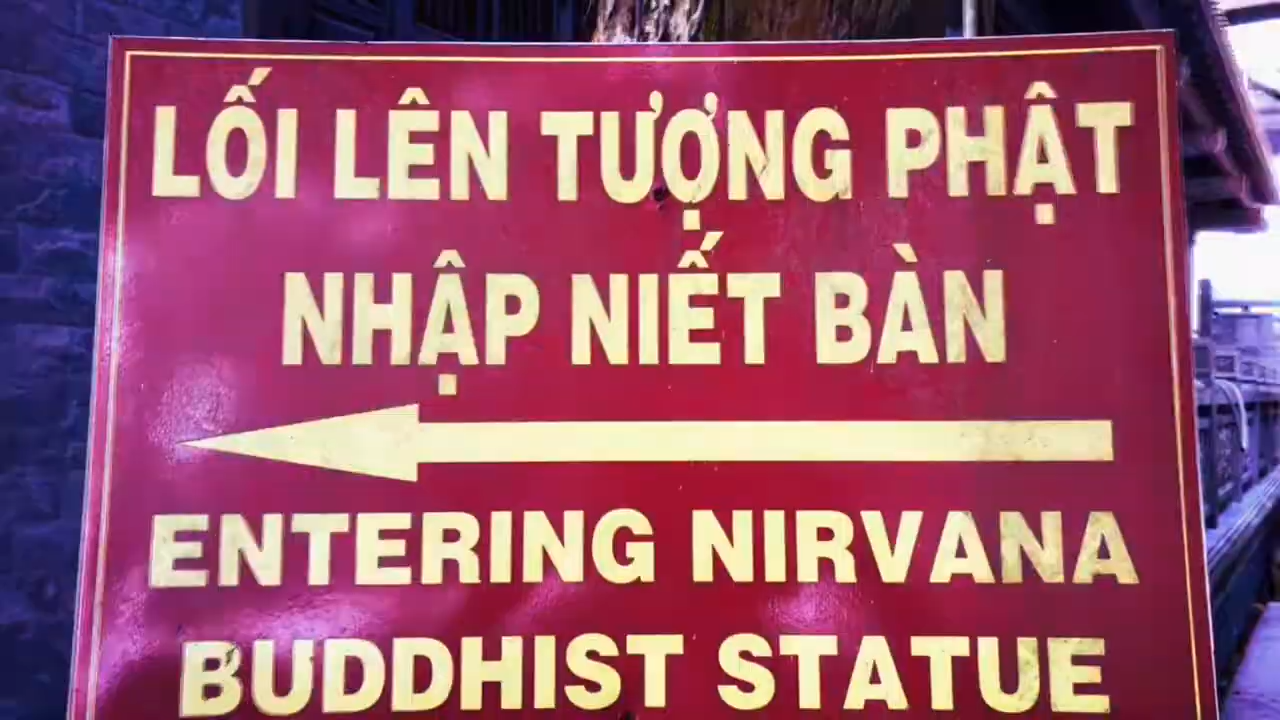 LỐI LÊN TƯỢNG PHẬT
NHẬP NIẾT BÀN
ENTERING NIRVANA
BUDDHIST STATUE